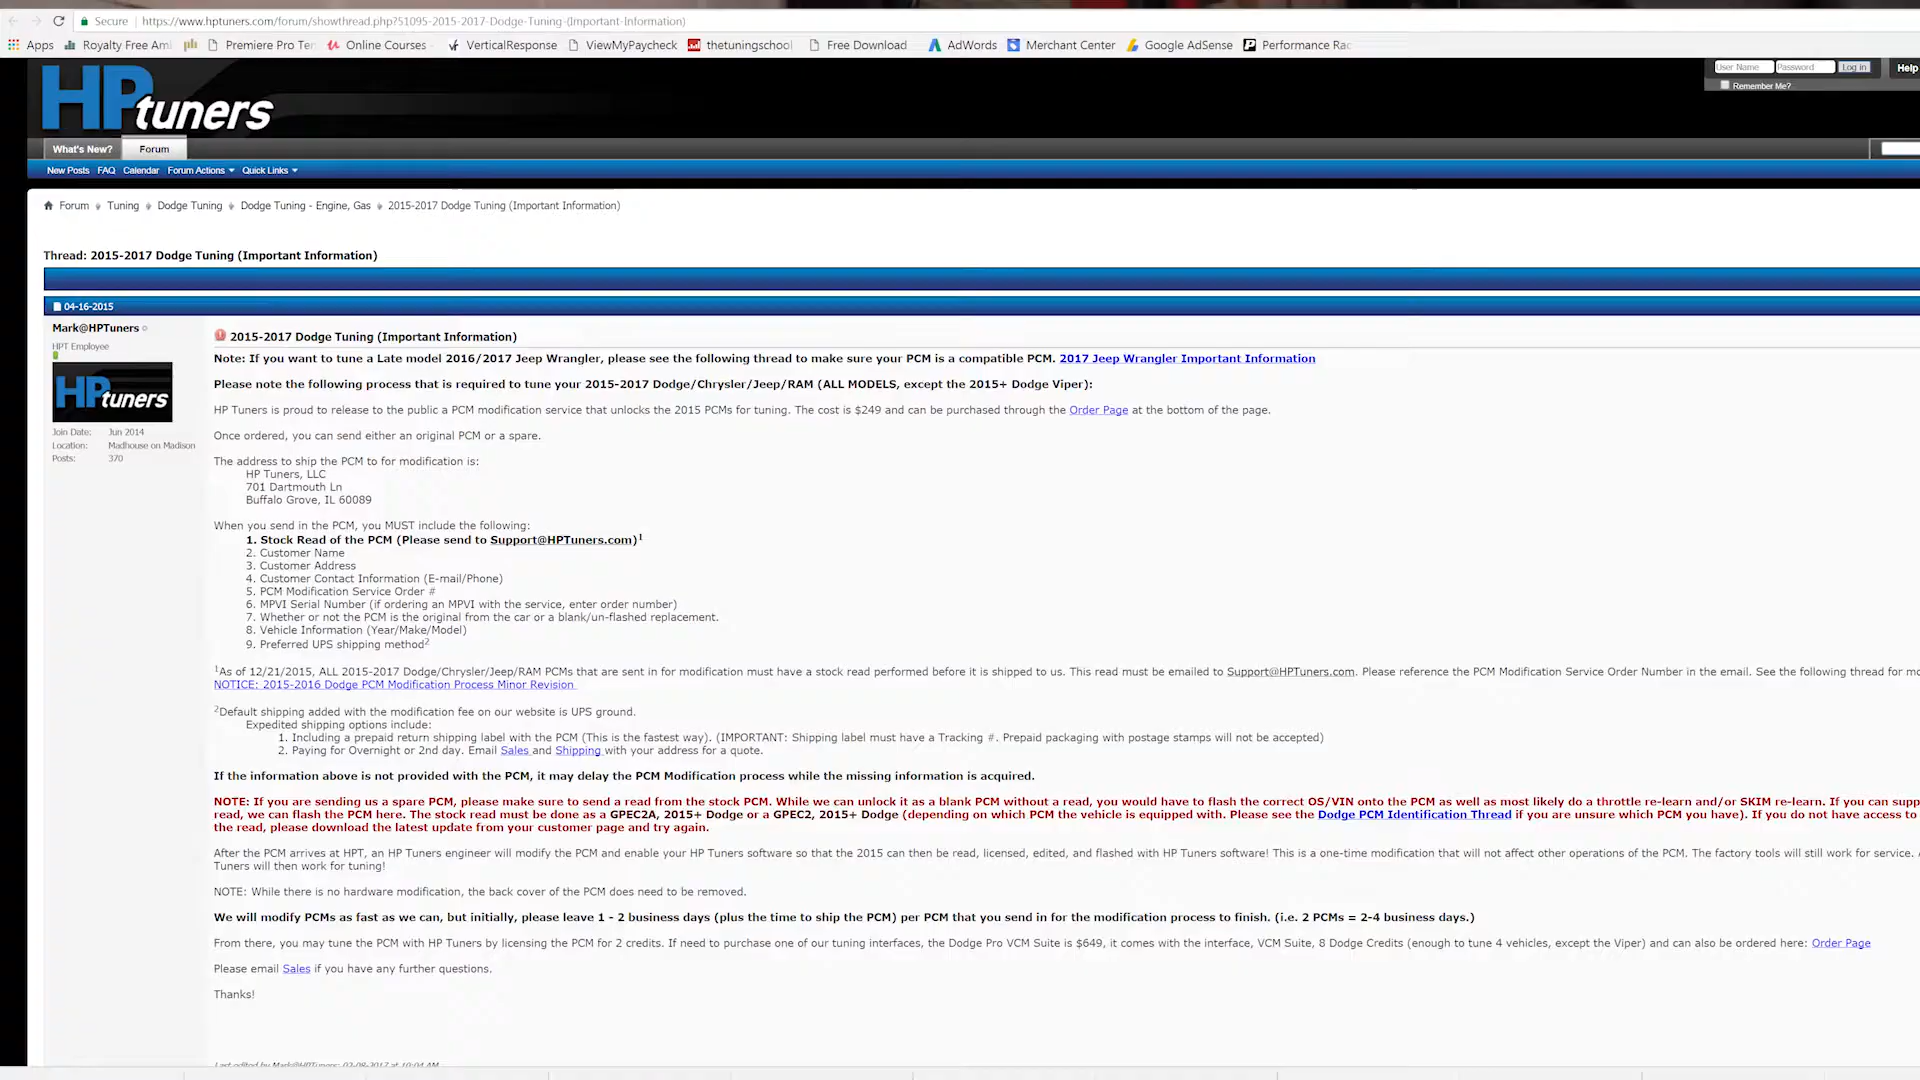 Secure https://www.hptuners.com/forum/showthread.php?51095-2015-2017-Dodge-Tuning-(Important-Information)
Apps Royalty Free Premiere Pro Online Courses VerticalResponse ViewMyPaycheck thetuningschool Free Download AdWords Merchant Center Google AdSense Performance
HP tuners
User Name Password Log in Help
Remember Me?
What's New? Forum
New Posts FAQ Calendar Forum Actions Quick Links
Forum Tuning Dodge Tuning Dodge Tuning - Engine, Gas 2015-2017 Dodge Tuning (Important Information)
Thread: 2015-2017 Dodge Tuning (Important Information)
04-16-2015
Mark@HPTuners
HPT Employee
HP tuners
Join Date: Jun 2014
Location: Madhouse on Madison
Posts: 370
2015-2017 Dodge Tuning (Important Information)
Note: If you want to tune a Late model 2016/2017 Jeep Wrangler, please see the following thread to make sure your PCM is a compatible PCM. 2017 Jeep Wrangler Important Information
Please note the following process that is required to tune your 2015-2017 Dodge/Chrysler/Jeep/RAM (ALL MODELS, except the 2015+ Dodge Viper):
HP Tuners is proud to release to the public a PCM modification service that unlocks the 2015 PCMs for tuning. The cost is $249 and can be purchased through the Order Page at the bottom of the page.
Once ordered, you can send either an original PCM or a spare.
The address to ship the PCM to for modification is:
HP Tuners, LLC
701 Dartmouth Ln
Buffalo Grove, IL 60089
When you send in the PCM, you MUST include the following:
1. Stock Read of the PCM (Please send to Support@HPTuners.com)¹
2. Customer Name
3. Customer Address
4. Customer Contact Information (E-mail/Phone)
5. PCM Modification Service Order #
6. MPVI Serial Number (if ordering an MPVI with the service, enter order number)
7. Whether or not the PCM is the original from the car or a blank/un-flashed replacement.
8. Vehicle Information (Year/Make/Model)
9. Preferred UPS shipping method²
¹As of 12/21/2015, ALL 2015-2017 Dodge/Chrysler/Jeep/RAM PCMs that are sent in for modification must have a stock read performed before it is shipped to us. This read must be emailed to Support@HPTuners.com. Please reference the PCM Modification Service Order Number in the email. See the following thread for
NOTICE: 2015-2016 Dodge PCM Modification Process Minor Revision
²Default shipping added with the modification fee on our website is UPS ground.
Expedited shipping options include:
1. Including a prepaid return shipping label with the PCM (This is the fastest way). (IMPORTANT: Shipping label must have a Tracking #. Prepaid packaging with postage stamps will not be accepted)
2. Paying for Overnight or 2nd day. Email Sales and Shipping with your address for a quote.
If the information above is not provided with the PCM, it may delay the PCM Modification process while the missing information is acquired.
NOTE: If you are sending us a spare PCM, please make sure to send a read from the stock PCM. While we can unlock it as a blank PCM without a read, you would have to flash the correct OS/VIN onto the PCM as well as most likely do a throttle re-learn and/or SKIM re-learn. If you can
read, we can flash the PCM here. The stock read must be done as a GPEC2A, 2015+ Dodge or a GPEC2, 2015+ Dodge (depending on which PCM the vehicle is equipped with. Please see the Dodge PCM Identification Thread if you are unsure which PCM you have). If you do not have access to
the read, please download the latest update from your customer page and try again.
After the PCM arrives at HPT, an HP Tuners engineer will modify the PCM and enable your HP Tuners software so that the 2015 can then be read, licensed, edited, and flashed with HP Tuners software! This is a one-time modification that will not affect other operations of the PCM. The factory tools will still work for service.
Tuners will then work for tuning!
NOTE: While there is no hardware modification, the back cover of the PCM does need to be removed.
We will modify PCMs as fast as we can, but initially, please leave 1 - 2 business days (plus the time to ship the PCM) per PCM that you send in for the modification process to finish. (i.e. 2 PCMs = 2-4 business days.)
From there, you may tune the PCM with HP Tuners by licensing the PCM for 2 credits. If need to purchase one of our tuning interfaces, the Dodge Pro VCM Suite is $649, it comes with the interface, VCM Suite, 8 Dodge Credits (enough to tune 4 vehicles, except the Viper) and can also be ordered here: Order Page
Please email Sales if you have any further questions.
Thanks!
Last edited by Mark@HPTuners; 03-08-2017 at 10:04 AM